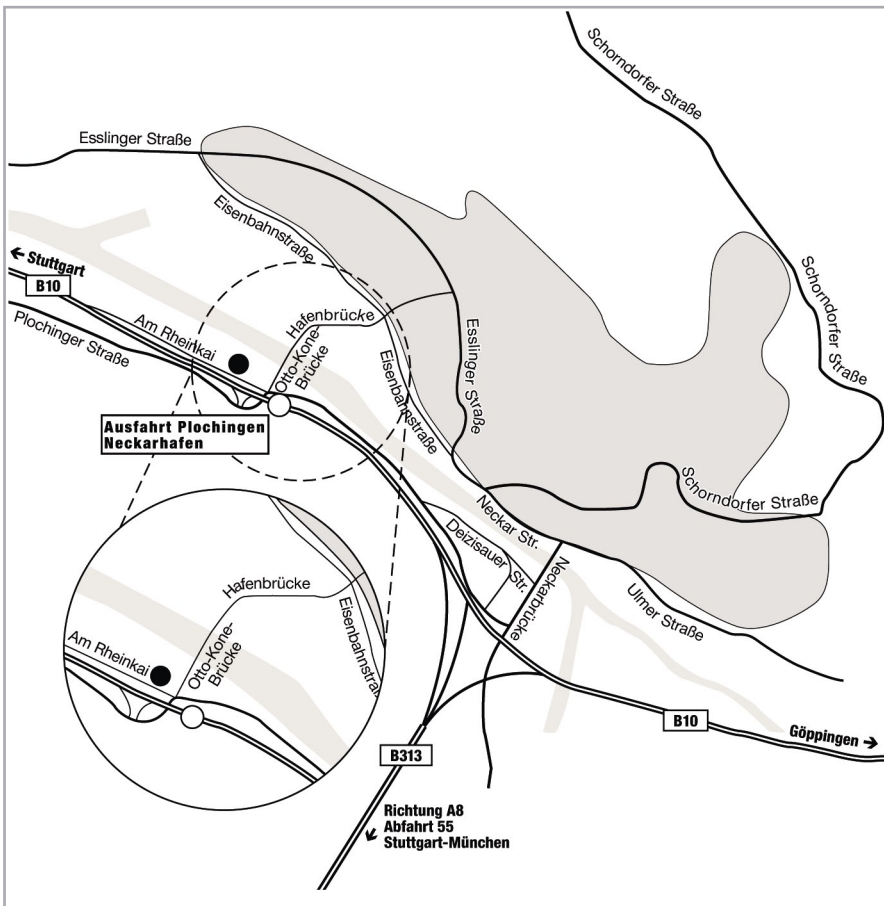 Schorndorfer Straße
Esslinger Straße
Eisenbahnstraße
Stuttgart
B10
Schorndorfer Straße
Am Rheinkai
Hafenbrücke
Plochinger Straße
Otto-Kone-
Brücke
Esslinger Straße
Eisenbahnstraße
Ausfahrt Plochingen
Neckarhafen
Schorndorfer Straße
Neckar Str.
Deizisauer
Str.
Neckarbrücke
Ulmer Straße
Hafenbrücke
Eisenbahnstraß
Am Rheinkai
Otto-Kone-
Brücke
B10
Göppingen
B313
Richtung A8
Abfahrt 55
Stuttgart-München